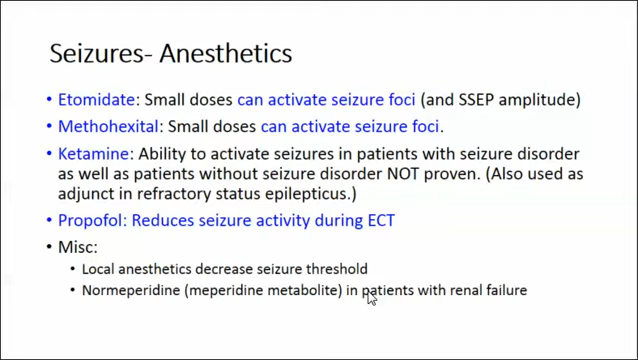 Seizures- Anesthetics
• Etomidate: Small doses can activate seizure foci (and SSEP amplitude)
• Methohexital: Small doses can activate seizure foci.
• Ketamine: Ability to activate seizures in patients with seizure disorder
as well as patients without seizure disorder NOT proven. (Also used as
adjunct in refractory status epilepticus.)
• Propofol: Reduces seizure activity during ECT
• Misc:
• Local anesthetics decrease seizure threshold
• Normeperidine (meperidine metabolite) in patients with renal failure